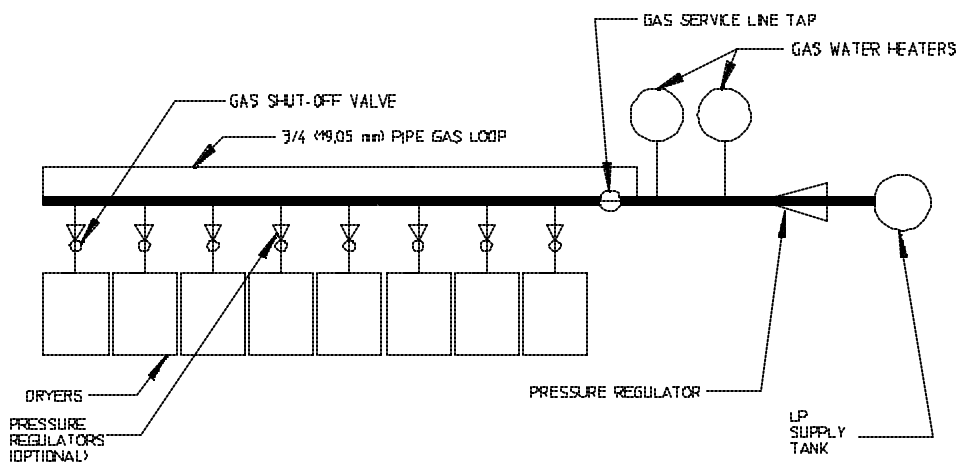 GAS SERVICE LINE TAP
GAS WATER HEATERS
GAS SHUT-OFF VALVE
3/4 (19,05 mm) PIPE GAS LOOP
DRYERS
PRESSURE REGULATOR
PRESSURE
REGULATORS
(OPTIONAL)
LP
SUPPLY
TANK